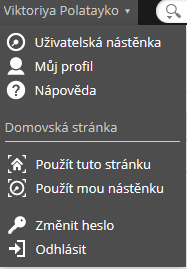 Viktoriya Polatayko
Uživatelská nástěnka
Můj profil
Nápověda
Domovská stránka
Použít tuto stránku
Použít mou nástěnku
Změnit heslo
Odhlásit